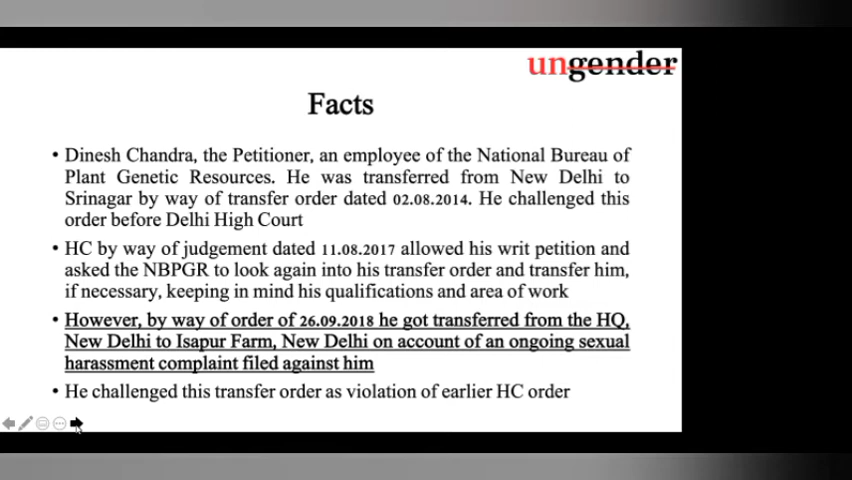 ungender
Facts
• Dinesh Chandra, the Petitioner, an employee of the National Bureau of
Plant Genetic Resources. He was transferred from New Delhi to
Srinagar by way of transfer order dated 02.08.2014. He challenged this
order before Delhi High Court
• HC by way of judgement dated 11.08.2017 allowed his writ petition and
asked the NBPGR to look again into his transfer order and transfer him,
if necessary, keeping in mind his qualifications and area of work
• However, by way of order of 26.09.2018 he got transferred from the HQ,
New Delhi to Isapur Farm, New Delhi on account of an ongoing sexual
harassment complaint filed against him
• He challenged this transfer order as violation of earlier HC order